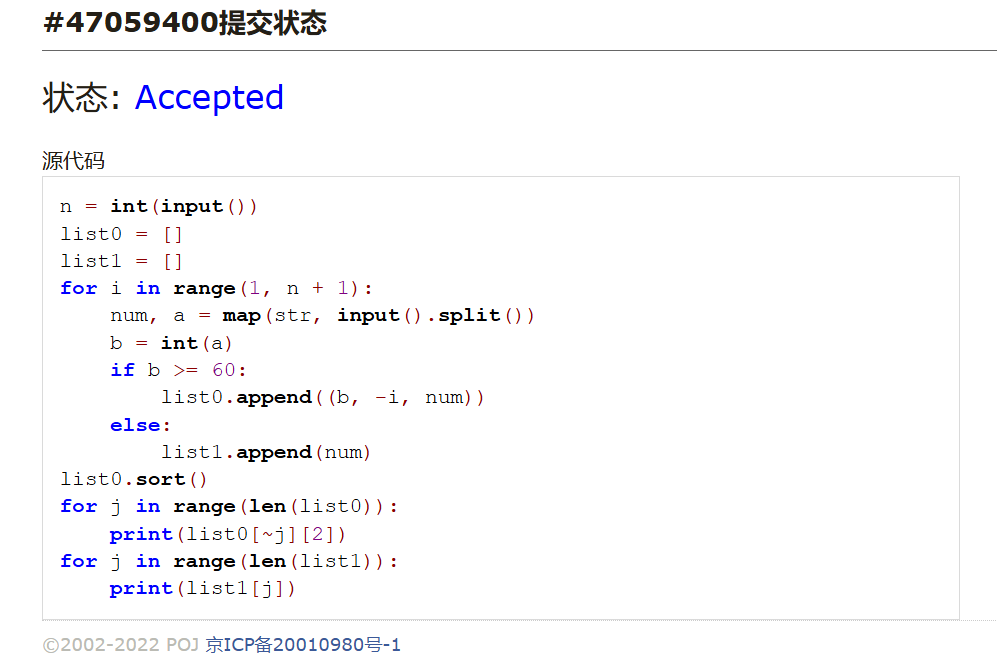 #47059400提交状态
状态: Accepted
源代码
n = int(input())
list0 = []
list1 = []
for i in range(1, n + 1):
    num, a = map(str, input().split())
    b = int(a)
    if b >= 60:
        list0.append((b, -i, num))
    else:
        list1.append(num)
list0.sort()
for j in range(len(list0)):
    print(list0[~j][2])
for j in range(len(list1)):
    print(list1[j])
©2002-2022 POJ 京ICP备20010980号-1